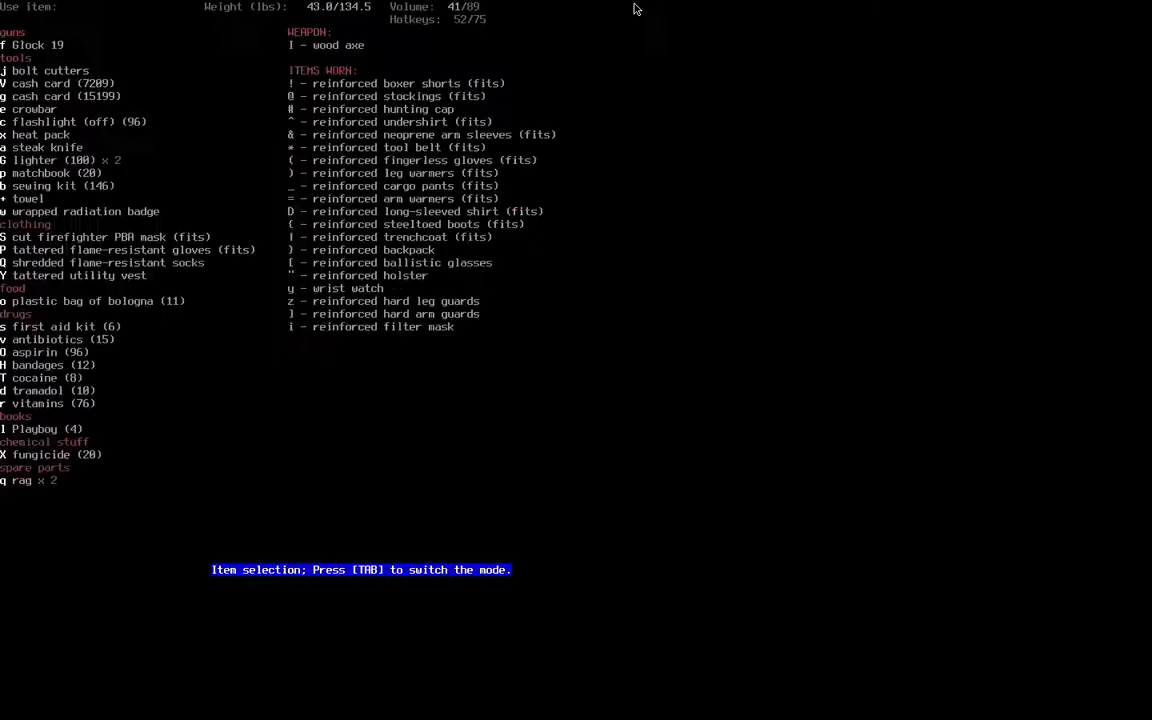 Use item: Weight (lbs): 43.0/134.5 Volume: 41/89
Hotkeys: 52/75
guns
f Glock 19
tools
j bolt cutters
V cash card (7209)
g cash card (15199)
e crowbar
c flashlight (off) (96)
x heat pack
a steak knife
G lighter (100) x 2
p matchbook (20)
b sewing kit (146)
+ towel
w wrapped radiation badge
clothing
S cut firefighter PBA mask (fits)
P tattered flame-resistant gloves (fits)
Q shredded flame-resistant socks
Y tattered utility vest
food
o plastic bag of bologna (11)
drugs
s first aid kit (6)
v antibiotics (15)
O aspirin (96)
H bandages (12)
T cocaine (8)
d tramadol (10)
r vitamins (76)
books
l Playboy (4)
chemical stuff
X fungicide (20)
spare parts
q rag x 2
WEAPON:
I - wood axe
ITEMS WORN:
! - reinforced boxer shorts (fits)
@ - reinforced stockings (fits)
# - reinforced hunting cap
^ - reinforced undershirt (fits)
& - reinforced neoprene arm sleeves (fits)
* - reinforced tool belt (fits)
( - reinforced fingerless gloves (fits)
) - reinforced leg warmers (fits)
_ - reinforced cargo pants (fits)
= - reinforced arm warmers (fits)
D - reinforced long-sleeved shirt (fits)
{ - reinforced steeltoed boots (fits)
| - reinforced trenchcoat (fits)
} - reinforced backpack
[ - reinforced ballistic glasses
" - reinforced holster
y - wrist watch
z - reinforced hard leg guards
] - reinforced hard arm guards
i - reinforced filter mask
Item selection; Press [TAB] to switch the mode.